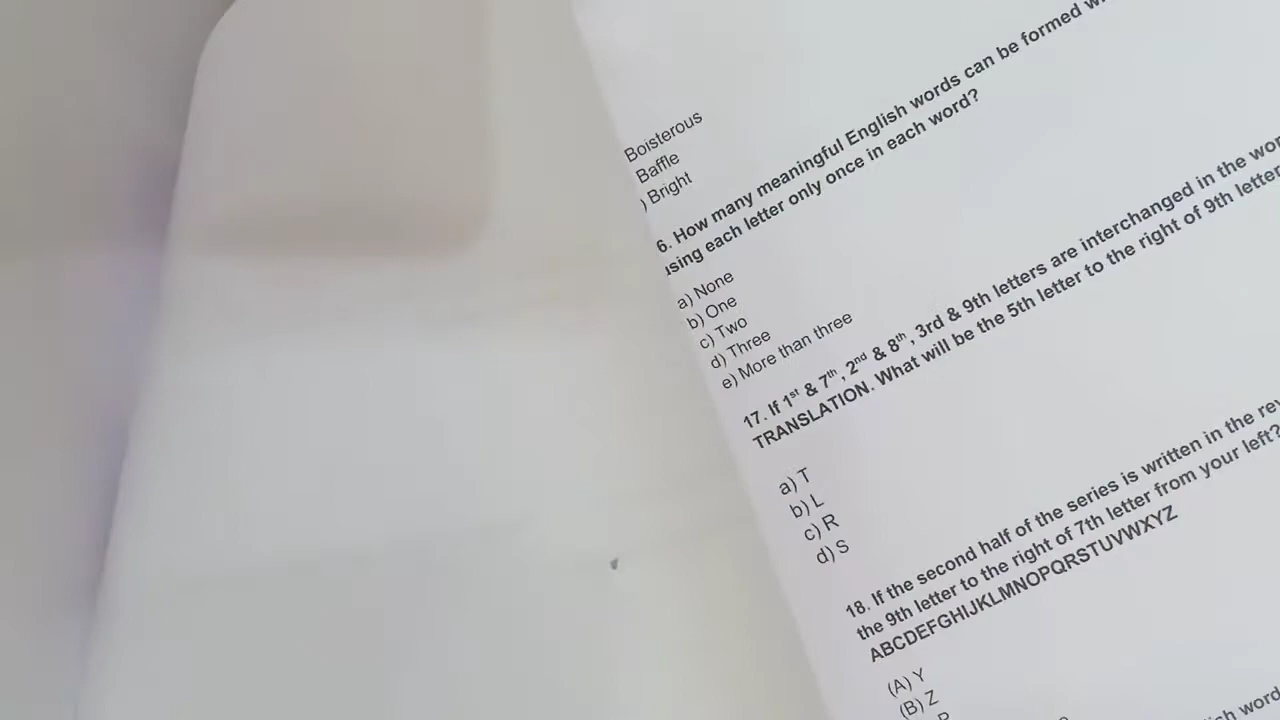 Boisterous
Baffle
) Bright
6. How many meaningful English words can be formed
using each letter only once in each word?
a) None
b) One
c) Two
d) Three
e) More than three
17. If 1st & 7th , 2nd & 8th , 3rd & 9th letters are interchanged in the
TRANSLATION. What will be the 5th letter to the right of 9th letter
a) T
b) L
c) R
d) S
18. If the second half of the series is written in the
the 9th letter to the right of 7th letter from your left?
ABCDEFGHIJKLMNOPQRSTUVWXYZ
(A) Y
(B) Z